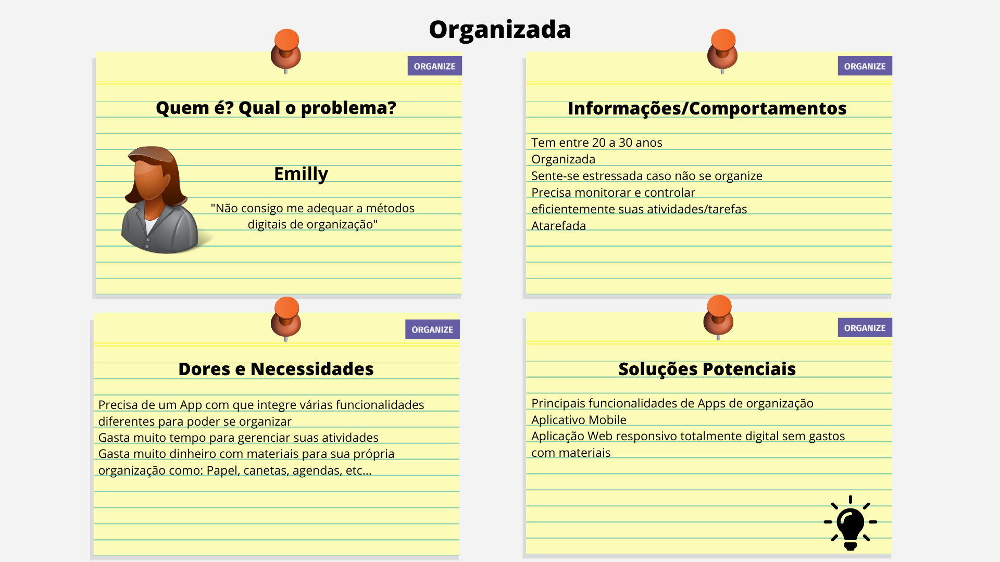 Organizada
ORGANIZE
Quem é? Qual o problema?
Emilly
"Não consigo me adequar a métodos
digitais de organização"
ORGANIZE
Informações/Comportamentos
Tem entre 20 a 30 anos
Organizada
Sente-se estressada caso não se organize
Precisa monitorar e controlar
eficientemente suas atividades/tarefas
Atarefada
ORGANIZE
Dores e Necessidades
Precisa de um App com que integre várias funcionalidades
diferentes para poder se organizar
Gasta muito tempo para gerenciar suas atividades
Gasta muito dinheiro com materiais para sua própria
organização como: Papel, canetas, agendas, etc...
ORGANIZE
Soluções Potenciais
Principais funcionalidades de Apps de organização
Aplicativo Mobile
Aplicação Web responsivo totalmente digital sem gastos
com materiais